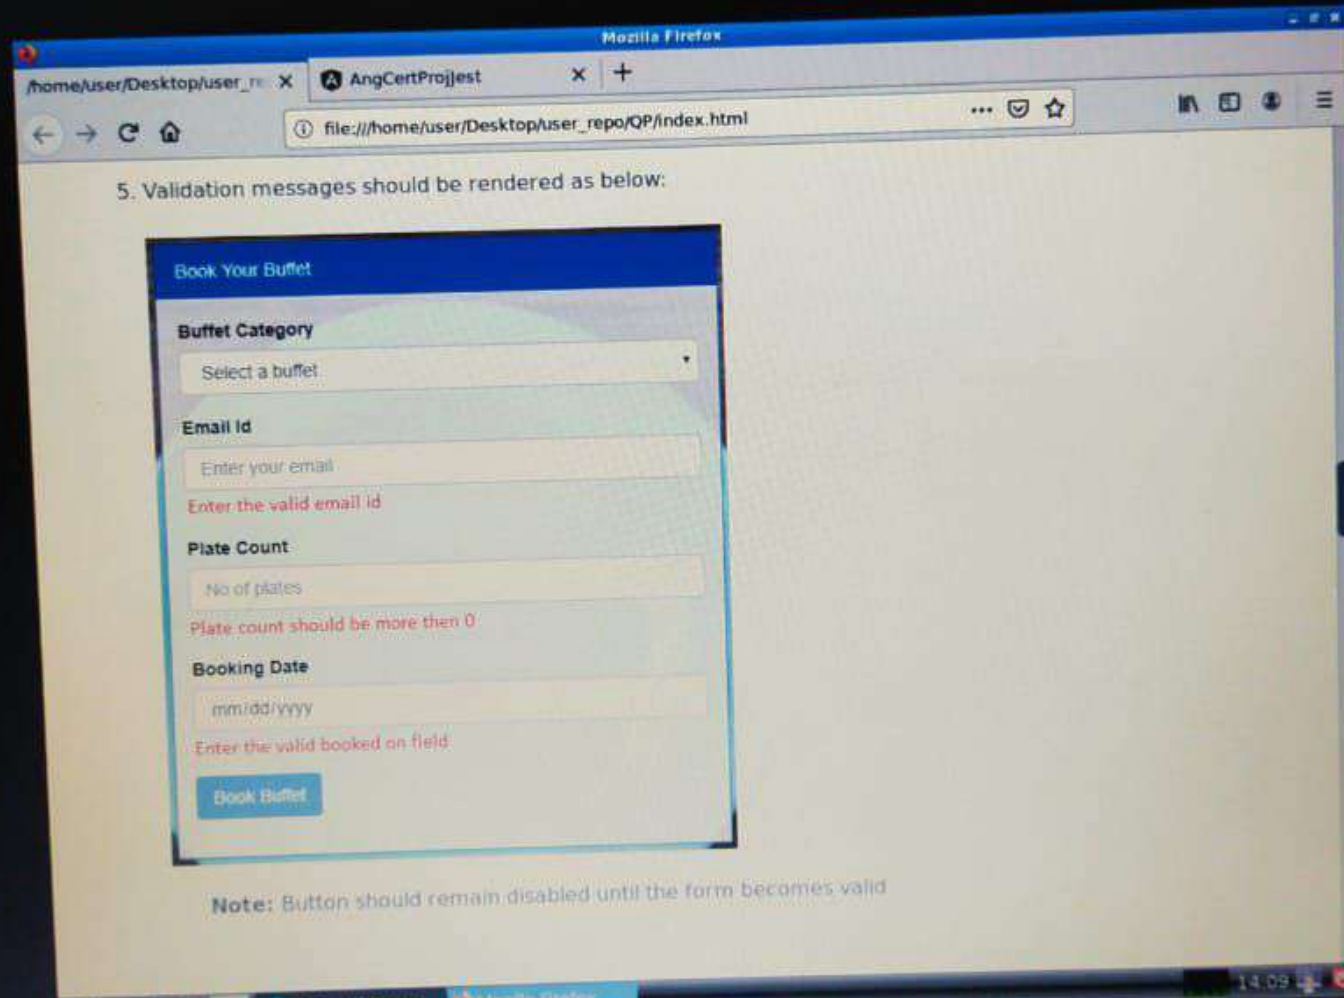 Mozilla Firefox
/home/user/Desktop/user_re
AngCertProjJest
file:///home/user/Desktop/user_repo/QP/index.html
5. Validation messages should be rendered as below:
Book Your Buffet
Buffet Category
Select a buffet
Email Id
Enter your email
Enter the valid email id
Plate Count
No of plates
Plate count should be more then 0
Booking Date
mm/dd/yyyy
Enter the valid booked on field
Book Buffet
Note: Button should remain disabled until the form becomes valid
14:09